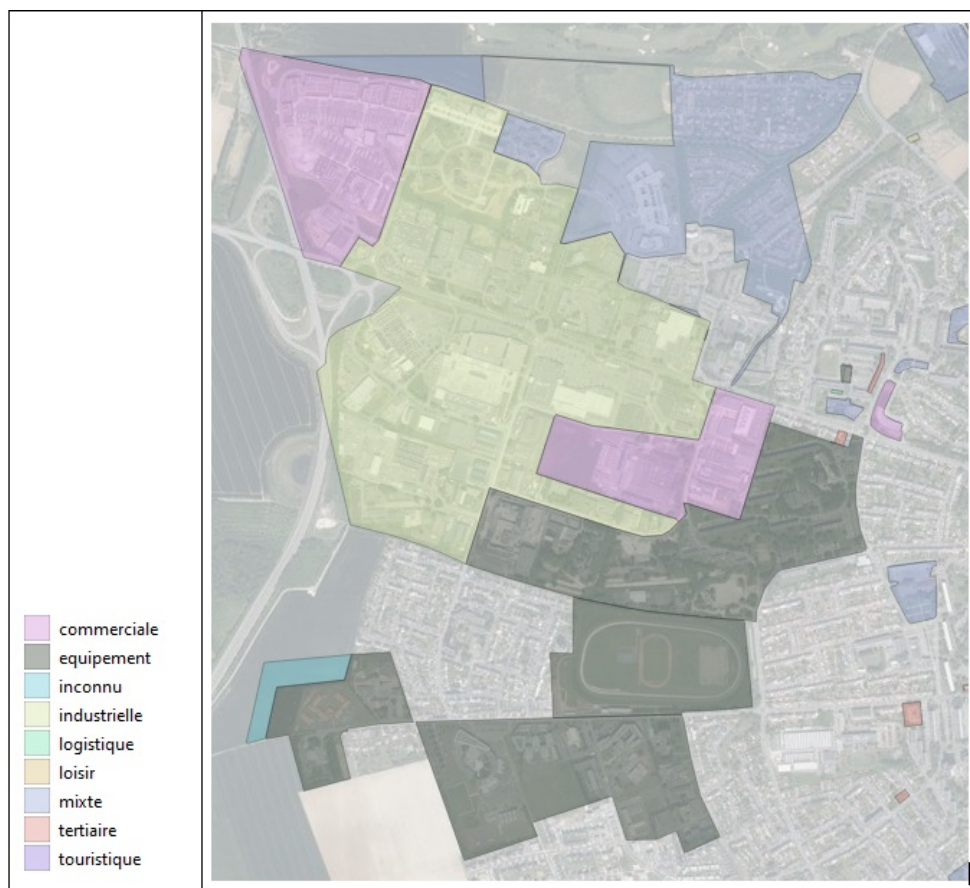 commerciale
equipement
inconnu
industrielle
logistique
loisir
mixte
tertiaire
touristique